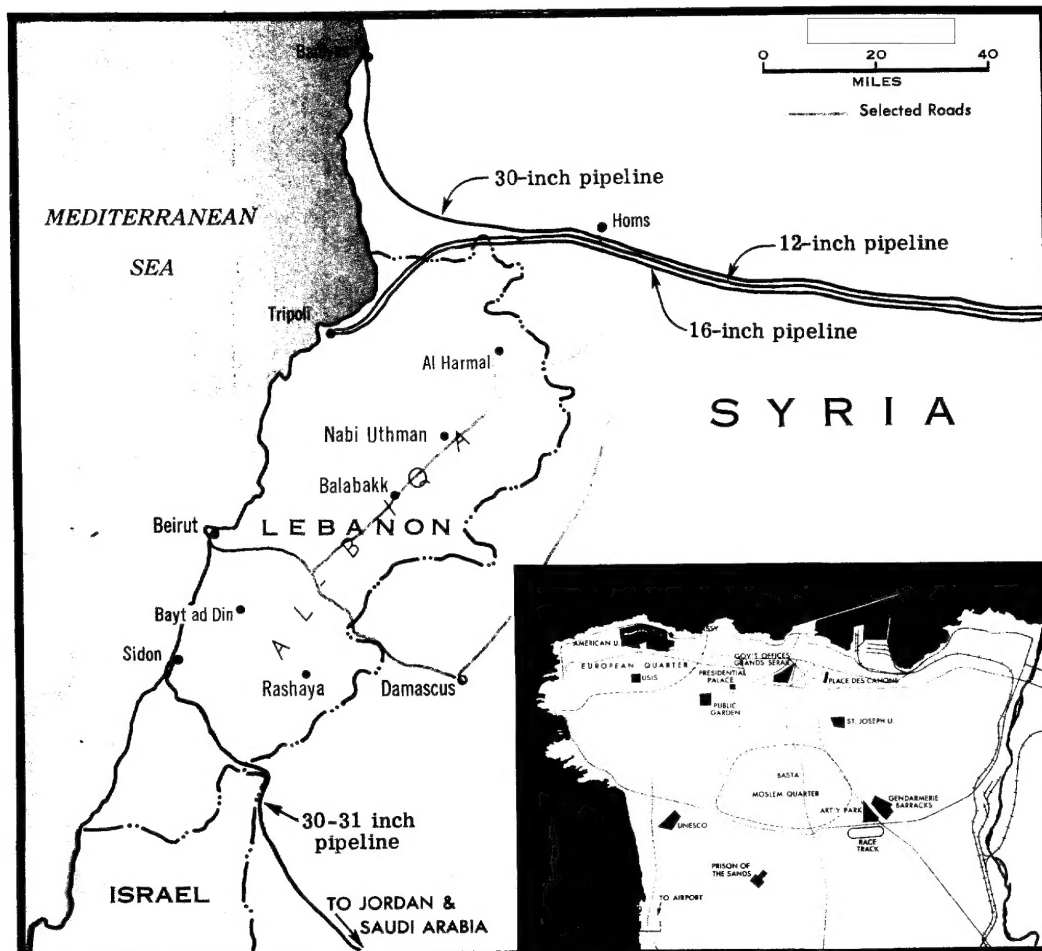 0 20 40
MILES
Selected Roads
30-inch pipeline
MEDITERRANEAN
SEA
Homs
12-inch pipeline
Tripoli
16-inch pipeline
Al Harmal
SYRIA
Nabi Uthman
Balabakk
Beirut
LEBANON
AL-BIQA
Bayt ad Din
Sidon
Rashaya
Damascus
30-31 inch
pipeline
ISRAEL
TO JORDAN &
SAUDI ARABIA
AMERICAN U.
EUROPEAN QUARTER
USIS
PRESIDENTIAL
PALACE
GOV'T OFFICES
GRANDS SERAIL
PLACE DES CANONS
PUBLIC
GARDEN
ST. JOSEPH U.
BASTA
MOSLEM QUARTER
ART'Y PARK
GENDARMERIE
BARRACKS
UNESCO
RACE
TRACK
PRISON OF
THE SANDS
TO AIRPORT